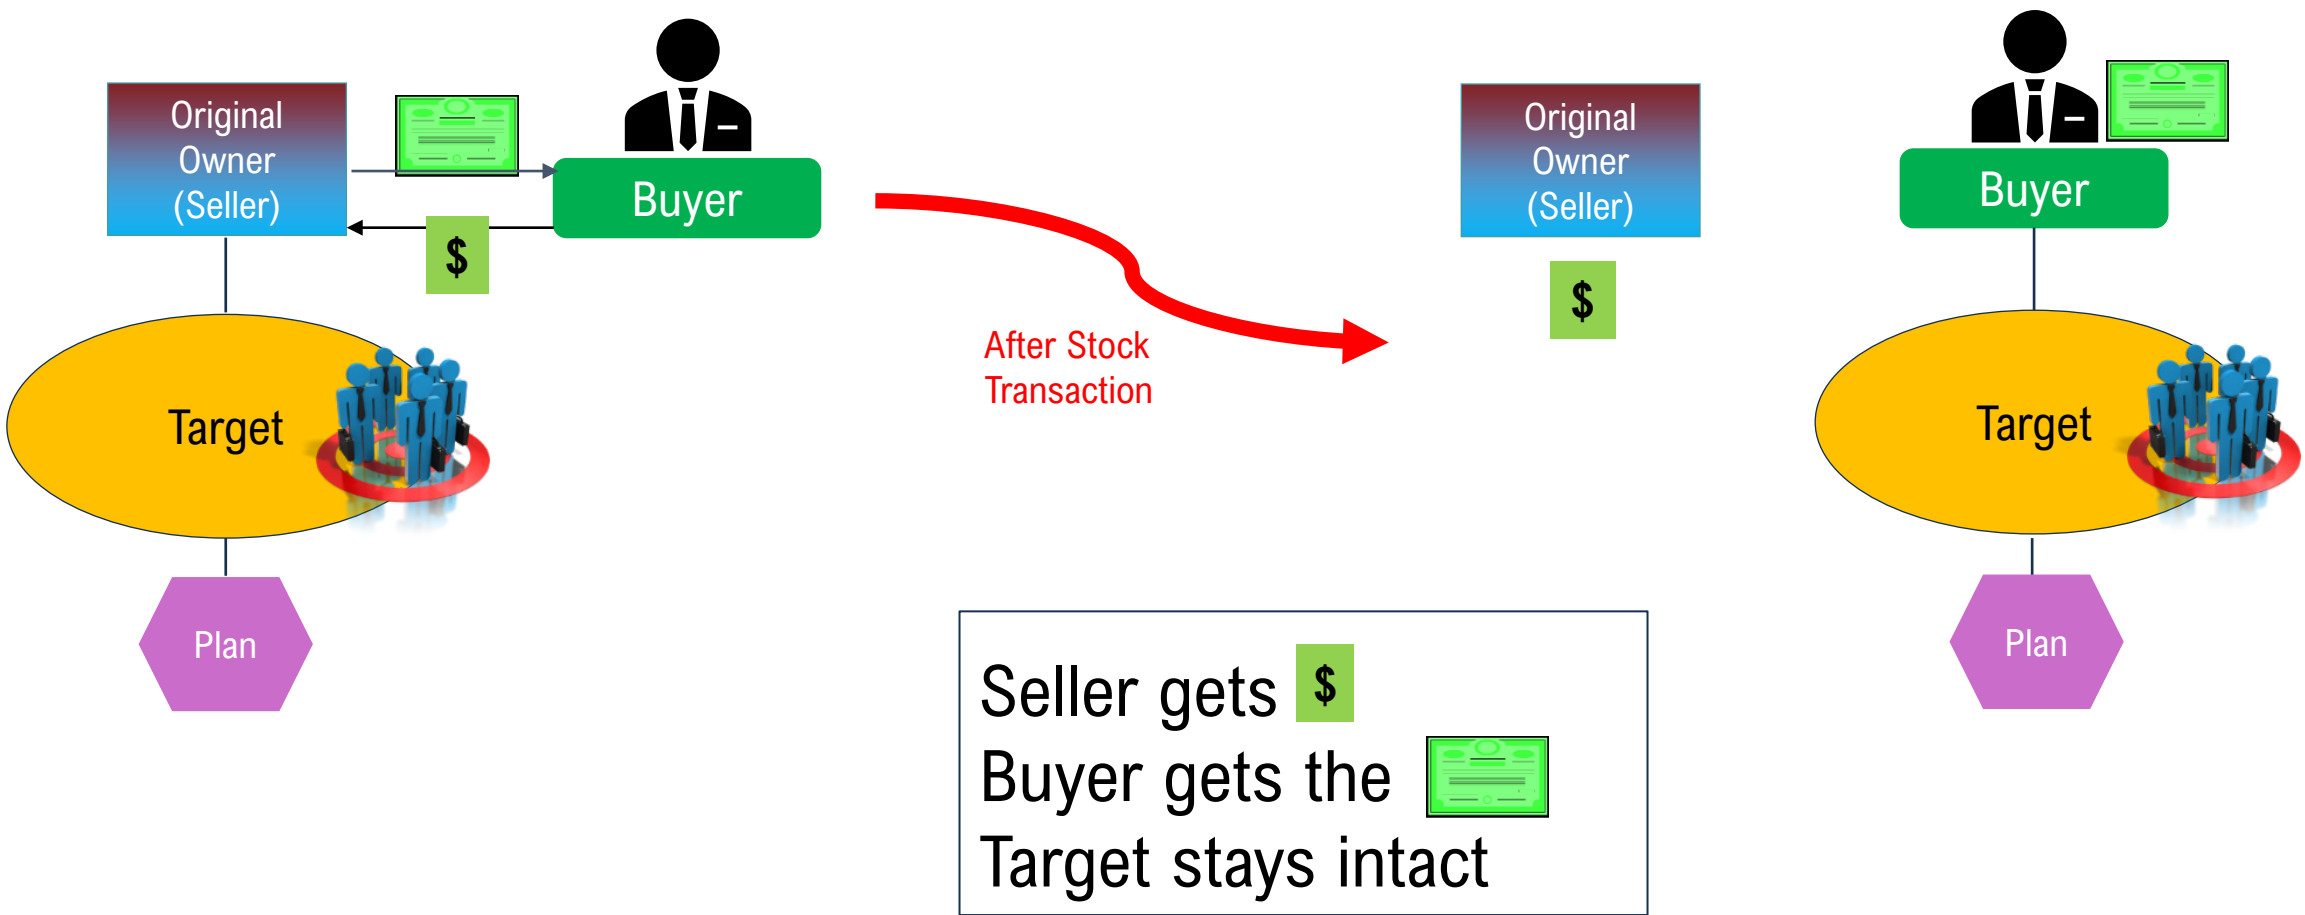 Original
Owner
(Seller)
Buyer
$
Target
Plan
After Stock
Transaction
Original
Owner
(Seller)
$
Buyer
Target
Plan
Seller gets $
Buyer gets the
Target stays intact